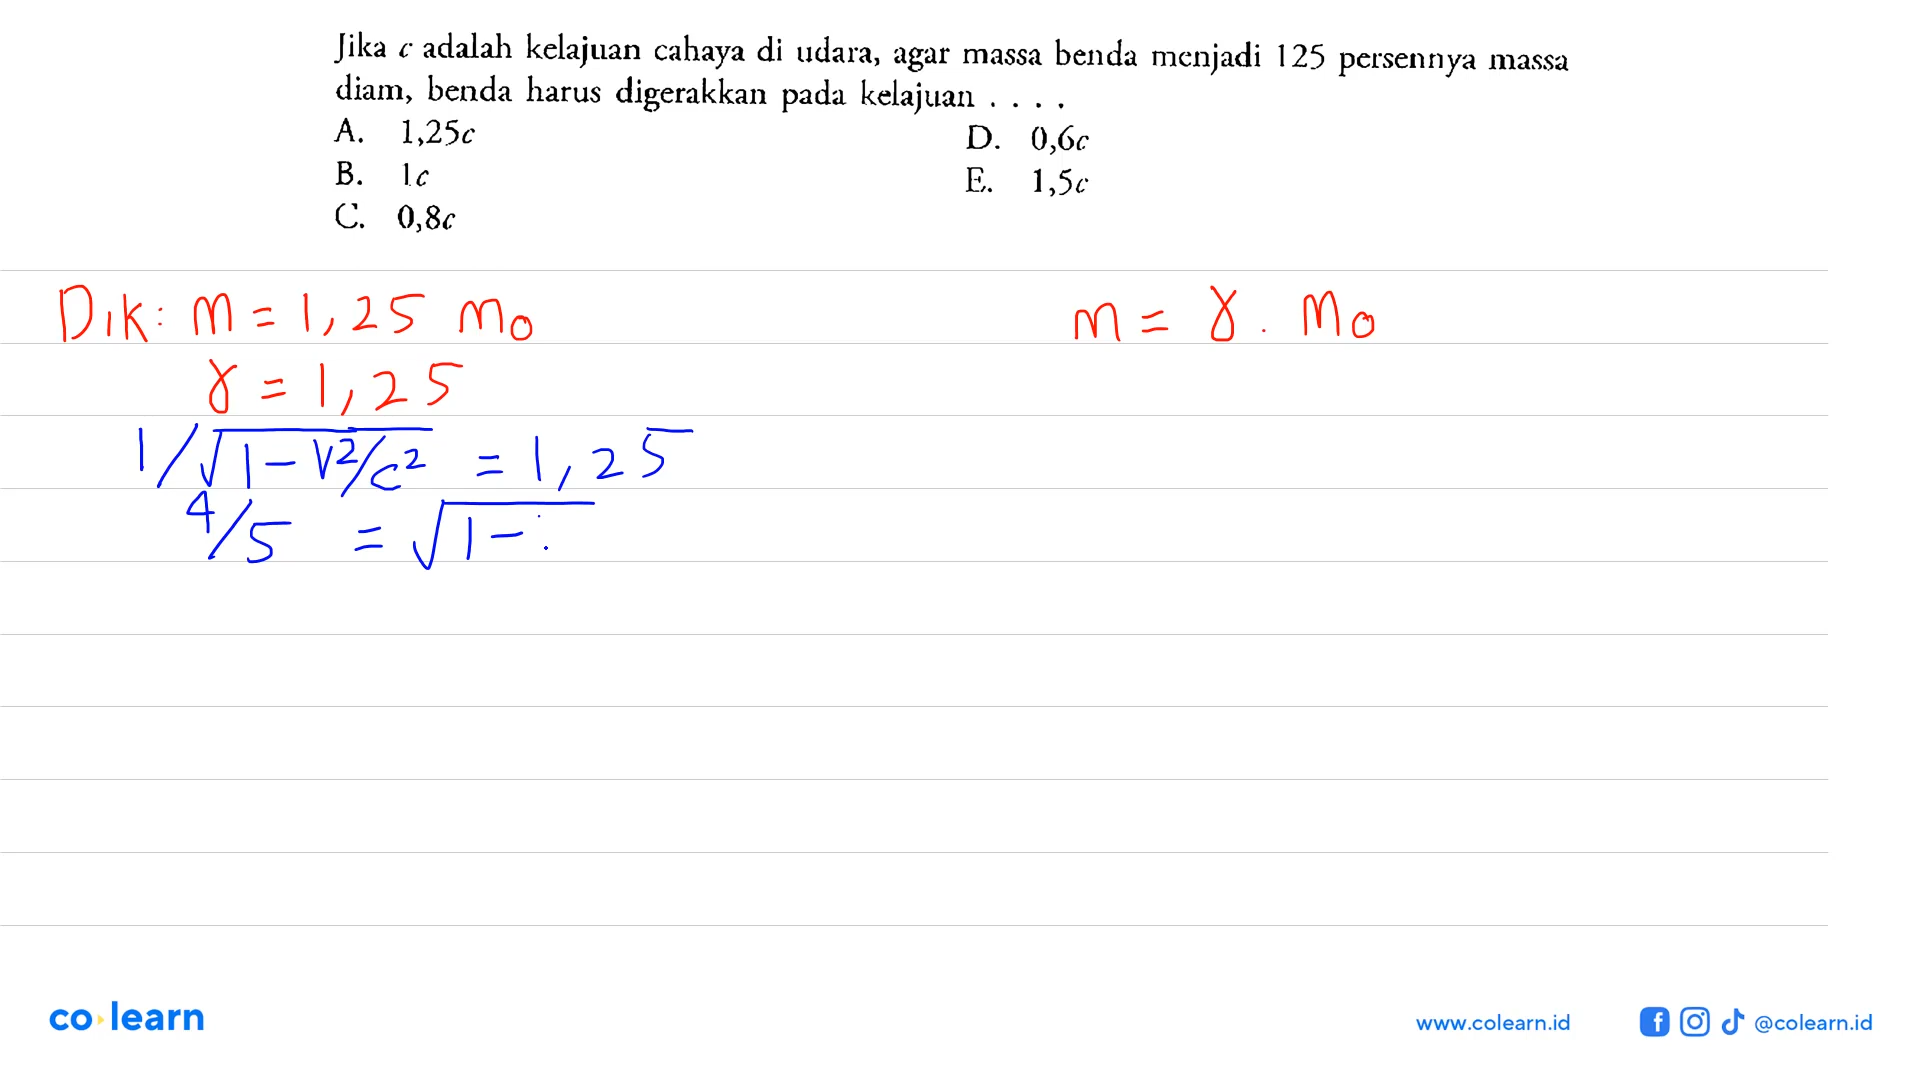 Jika c adalah kelajuan cahaya di udara, agar massa benda menjadi 125 persennya massa
diam, benda harus digerakkan pada kelajuan . . . .
A. 1,25c
B. 1c
C. 0,8c
D. 0,6c
E. 1,5c
Dik: m = 1,25 m₀
m = γ . m₀
γ = 1,25
1/√1-v²/c² = 1,25
4/5 = √1-
co learn
www.colearn.id
@colearn.id